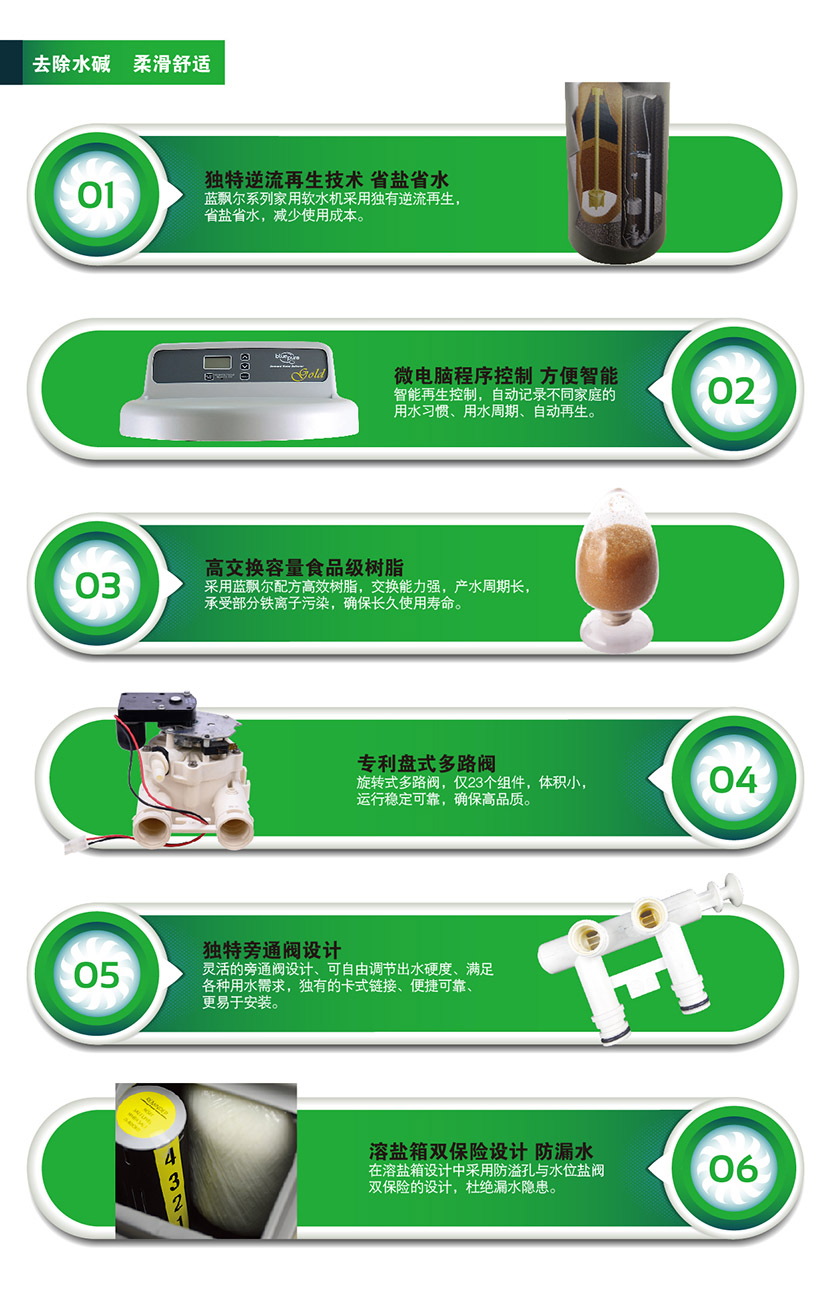 去除水碱 柔滑舒适
01
独特逆流再生技术 省盐省水
蓝飘尔系列家用软水机采用独有逆流再生,
省盐省水，减少使用成本。
bluepure
Gold
微电脑程序控制 方便智能
智能再生控制，自动记录不同家庭的
用水习惯、用水周期、自动再生。
02
03
高交换容量食品级树脂
采用蓝飘尔配方高效树脂，交换能力强，产水周期长，
承受部分铁离子污染，确保长久使用寿命。
专利盘式多路阀
旋转式多路阀，仅23个组件，体积小，
运行稳定可靠，确保高品质。
04
05
独特旁通阀设计
灵活的旁通阀设计、可自由调节出水硬度、满足
各种用水需求，独有的卡式链接、便捷可靠、
更易于安装。
4
3
2
1
溶盐箱双保险设计 防漏水
在溶盐箱设计中采用防溢孔与水位盐阀
双保险的设计，杜绝漏水隐患。
06